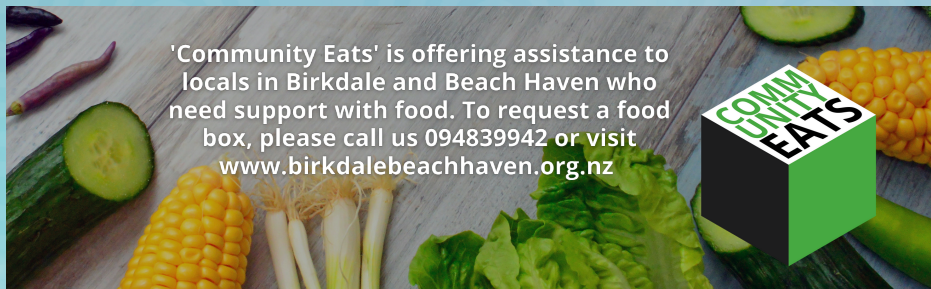 'Community Eats' is offering assistance to
locals in Birkdale and Beach Haven who
need support with food. To request a food
box, please call us 094839942 or visit
www.birkdalebeachhaven.org.nz
COMM
UNITY
EATS